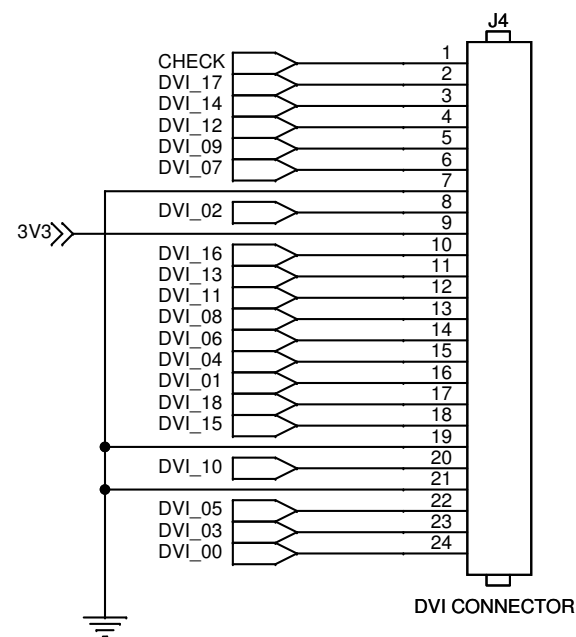 J4
CHECK 1
DVI_17 2
DVI_14 3
DVI_12 4
DVI_09 5
DVI_07 6
7
DVI_02 8
3V3 9
DVI_16 10
DVI_13 11
DVI_11 12
DVI_08 13
DVI_06 14
DVI_04 15
DVI_01 16
DVI_18 17
DVI_15 18
19
DVI_10 20
21
DVI_05 22
DVI_03 23
DVI_00 24
DVI CONNECTOR